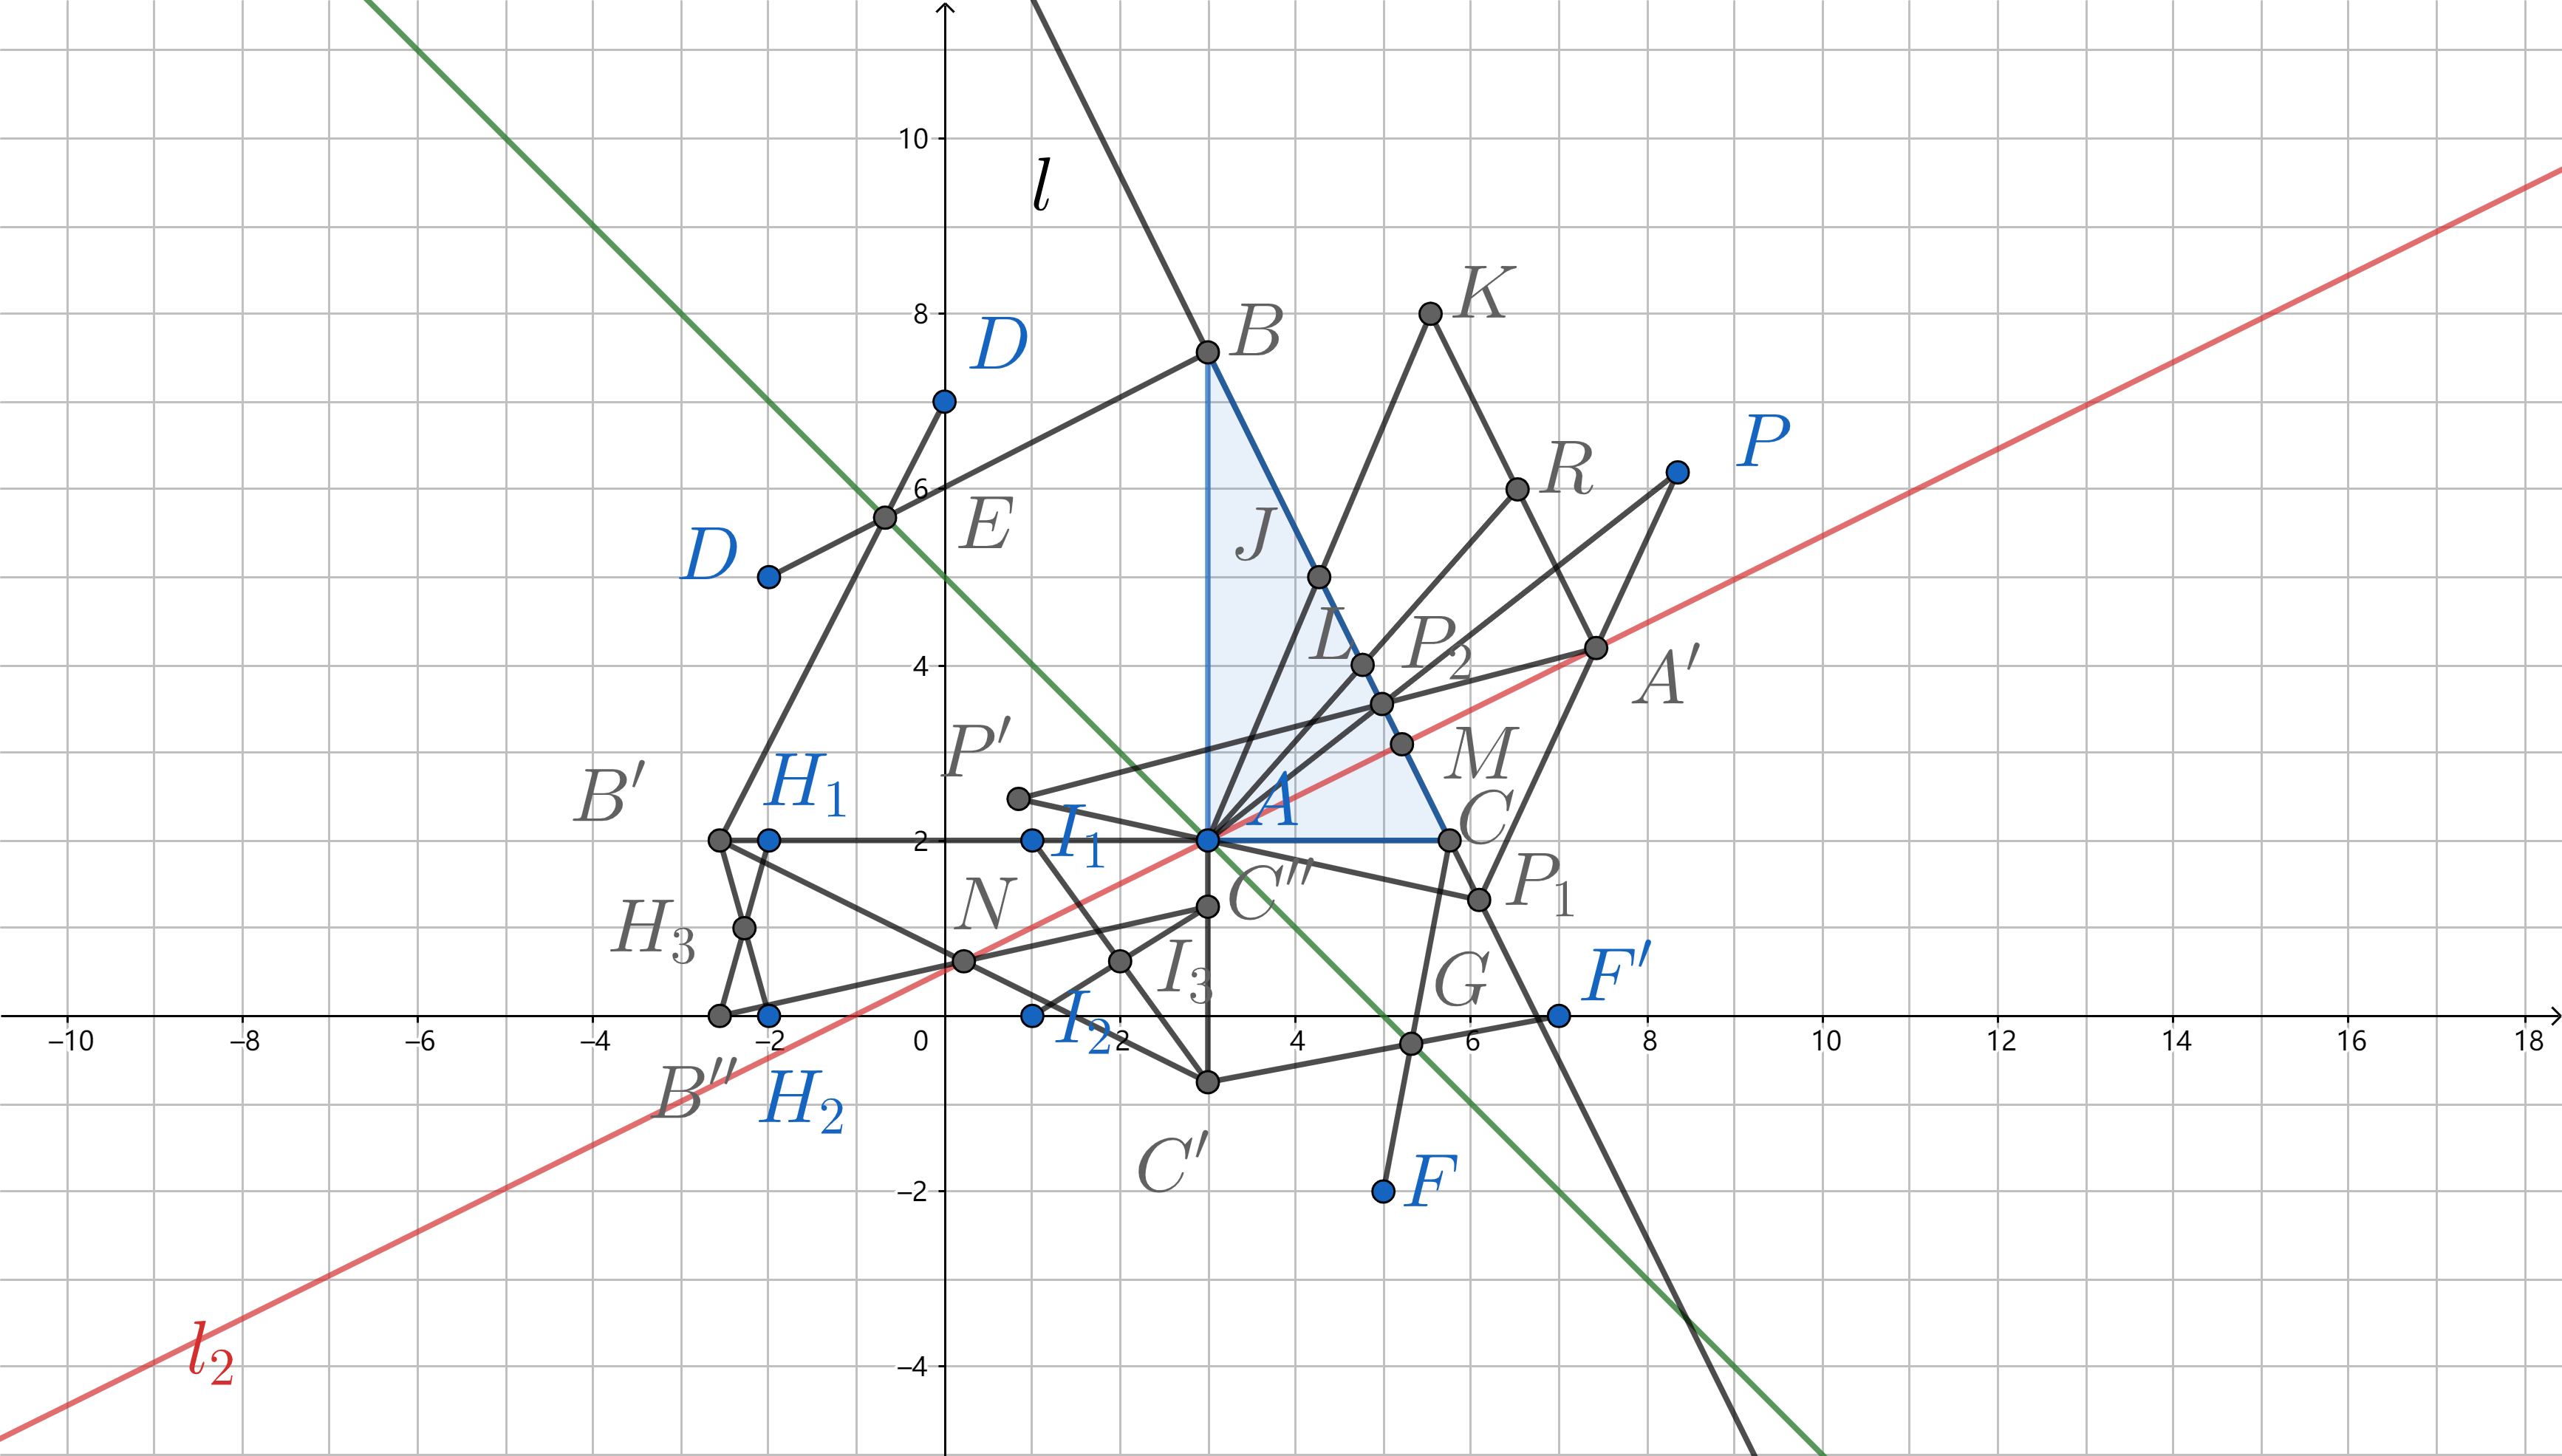 10
l
K
B
8
D
P
R
6
E
J
D
L
P₂
4
A′
P′
M
B′
H₁
A
C
I₁
2
C″
P₁
N
H₃
I₃
G
F′
I₂
−10
−8
−6
−4
−2
0
2
4
6
8
10
12
14
16
18
B″
H₂
C′
F
−2
l₂
−4